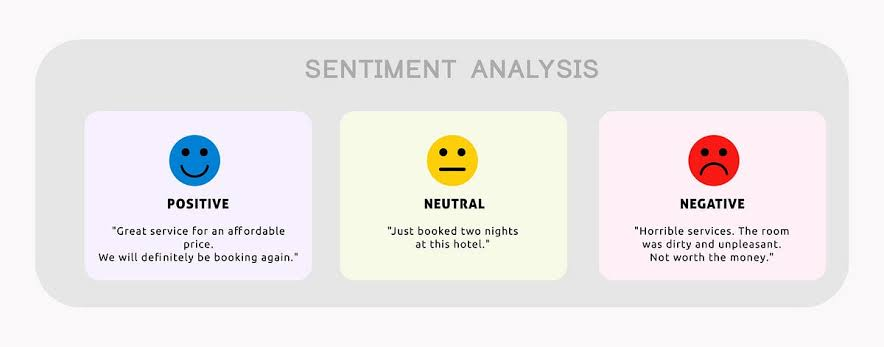 SENTIMENT ANALYSIS
POSITIVE
"Great service for an affordable
price.
We will definitely be booking again."
NEUTRAL
"Just booked two nights
at this hotel."
NEGATIVE
"Horrible services. The room
was dirty and unpleasant.
Not worth the money."